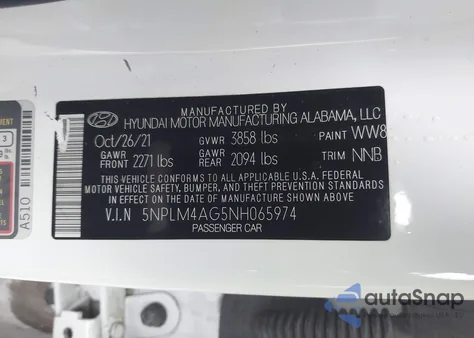 MANUFACTURED BY
HYUNDAI MOTOR MANUFACTURING ALABAMA, LLC
Oct/26/21 GVWR 3858 lbs PAINT WW8
GAWR FRONT 2271 lbs GAWR REAR 2094 lbs TRIM NNB
THIS VEHICLE CONFORMS TO ALL APPLICABLE U.S.A. FEDERAL
MOTOR VEHICLE SAFETY, BUMPER, AND THEFT PREVENTION STANDARDS
IN EFFECT ON THE DATE OF MANUFACTURE SHOWN ABOVE.
V.I.N 5NPLM4AG5NH065974
PASSENGER CAR
A510
3
autoSnap